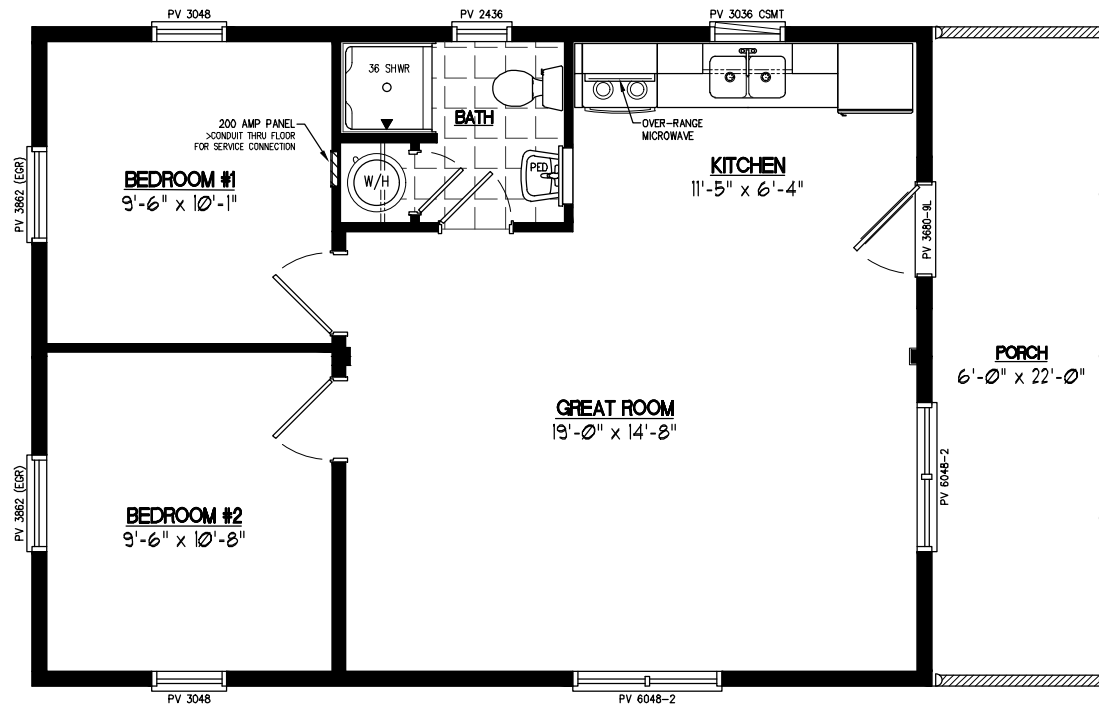 PV 3048
PV 2436
PV 3036 CSMT
36 SHWR
BATH
200 AMP PANEL
>CONDUIT THRU FLOOR
FOR SERVICE CONNECTION
OVER-RANGE
MICROWAVE
KITCHEN
11'-5" x 6'-4"
BEDROOM #1
9'-6" x 10'-1"
W/H
PED
PV 3862 (EGR)
PV 3680-9L
PORCH
6'-0" x 22'-0"
GREAT ROOM
19'-0" x 14'-8"
PV 6048-2
PV 3862 (EGR)
BEDROOM #2
9'-6" x 10'-8"
PV 3048
PV 6048-2